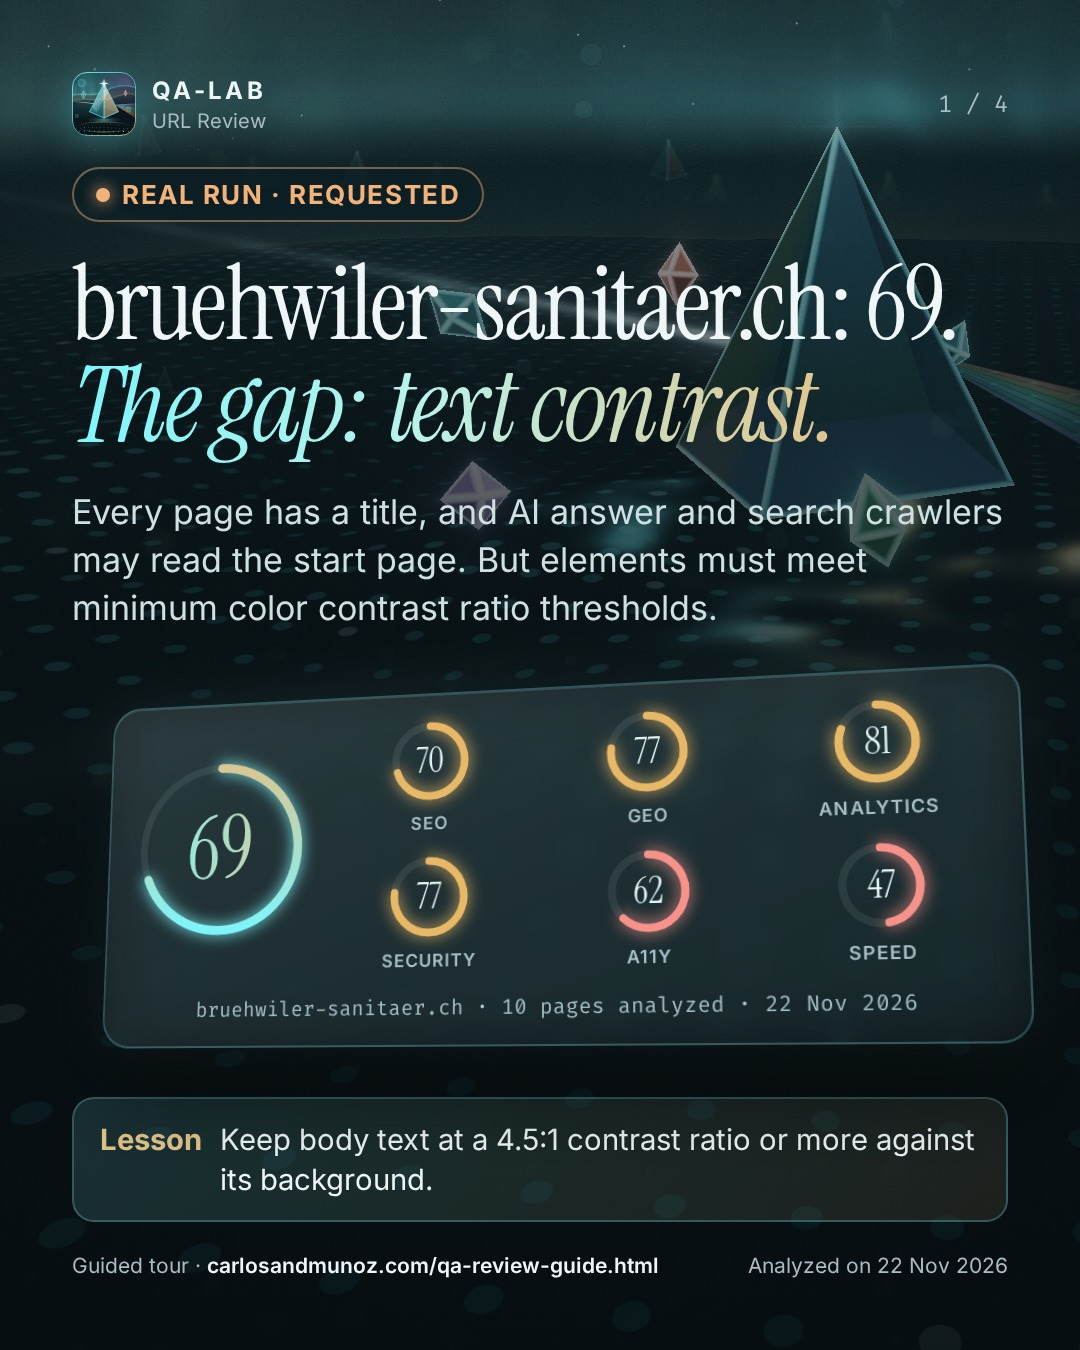 QA-LAB
URL Review
1 / 4
REAL RUN · REQUESTED
bruehwiler-sanitaer.ch: 69.
The gap: text contrast.
Every page has a title, and AI answer and search crawlers
may read the start page. But elements must meet
minimum color contrast ratio thresholds.
69
70
SEO
77
GEO
81
ANALYTICS
77
SECURITY
62
A11Y
47
SPEED
bruehwiler-sanitaer.ch · 10 pages analyzed · 22 Nov 2026
Lesson Keep body text at a 4.5:1 contrast ratio or more against
its background.
Guided tour · carlosandmunoz.com/qa-review-guide.html
Analyzed on 22 Nov 2026